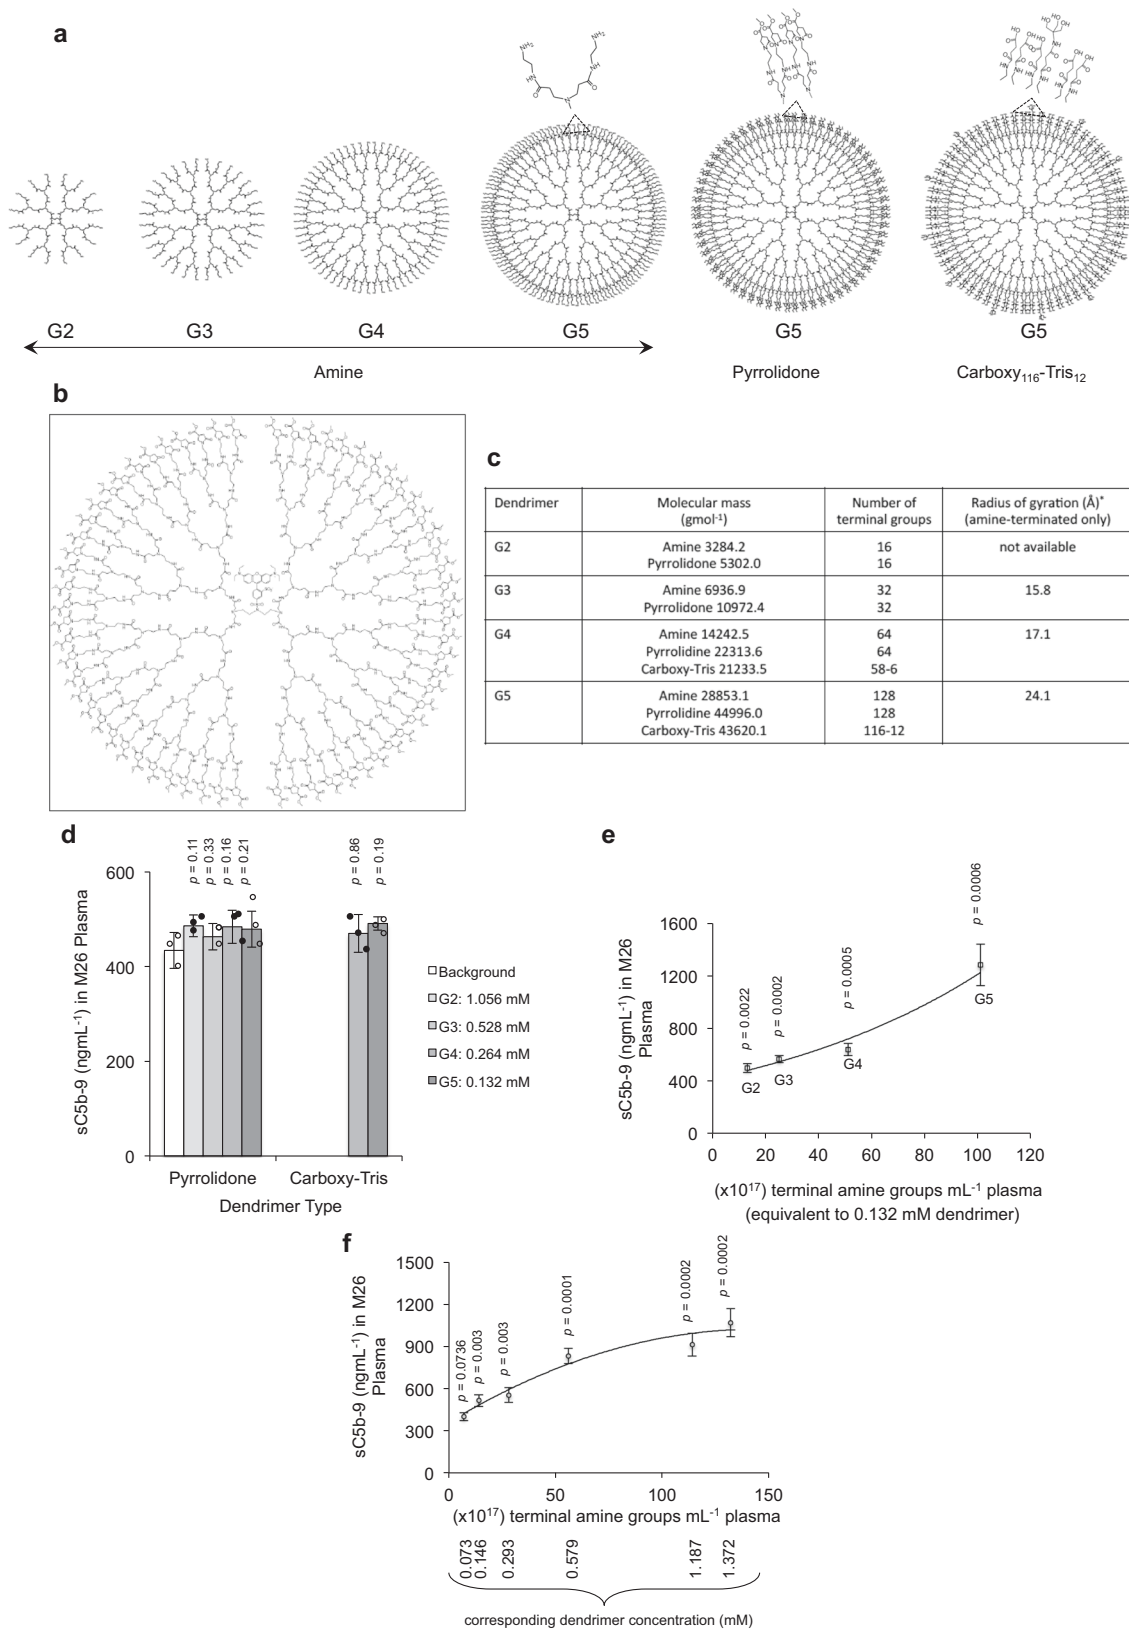 a
G2
G3
G4
G5
G5
G5
Amine
Pyrrolidone
Carboxy116-Tris12
b
c
Dendrimer
Molecular mass
(gmol-1)
Number of
terminal groups
Radius of gyration (Å)*
(amine-terminated only)
G2
Amine 3284.2
16
not available
Pyrrolidone 5302.0
16
G3
Amine 6936.9
32
15.8
Pyrrolidone 10972.4
32
G4
Amine 14242.5
64
17.1
Pyrrolidine 22313.6
64
Carboxy-Tris 21233.5
58-6
G5
Amine 28853.1
128
24.1
Pyrrolidine 44996.0
128
Carboxy-Tris 43620.1
116-12
d
sC5b-9 (ngmL-1) in M26 Plasma
600
400
200
0
p = 0.11
p = 0.33
p = 0.16
p = 0.21
p = 0.86
p = 0.19
Pyrrolidone
Carboxy-Tris
Dendrimer Type
Background
G2: 1.056 mM
G3: 0.528 mM
G4: 0.264 mM
G5: 0.132 mM
e
sC5b-9 (ngmL-1) in M26
Plasma
1600
1200
800
400
0
p = 0.0022
p = 0.0002
p = 0.0005
p = 0.0006
G2
G3
G4
G5
0
20
40
60
80
100
120
(x10^17) terminal amine groups mL-1 plasma
(equivalent to 0.132 mM dendrimer)
f
sC5b-9 (ngmL-1) in M26
Plasma
1500
1200
900
600
300
0
p = 0.0736
p = 0.003
p = 0.003
p = 0.0001
p = 0.0002
p = 0.0002
0
50
100
150
(x10^17) terminal amine groups mL-1 plasma
0.073
0.146
0.293
0.579
1.187
1.372
corresponding dendrimer concentration (mM)